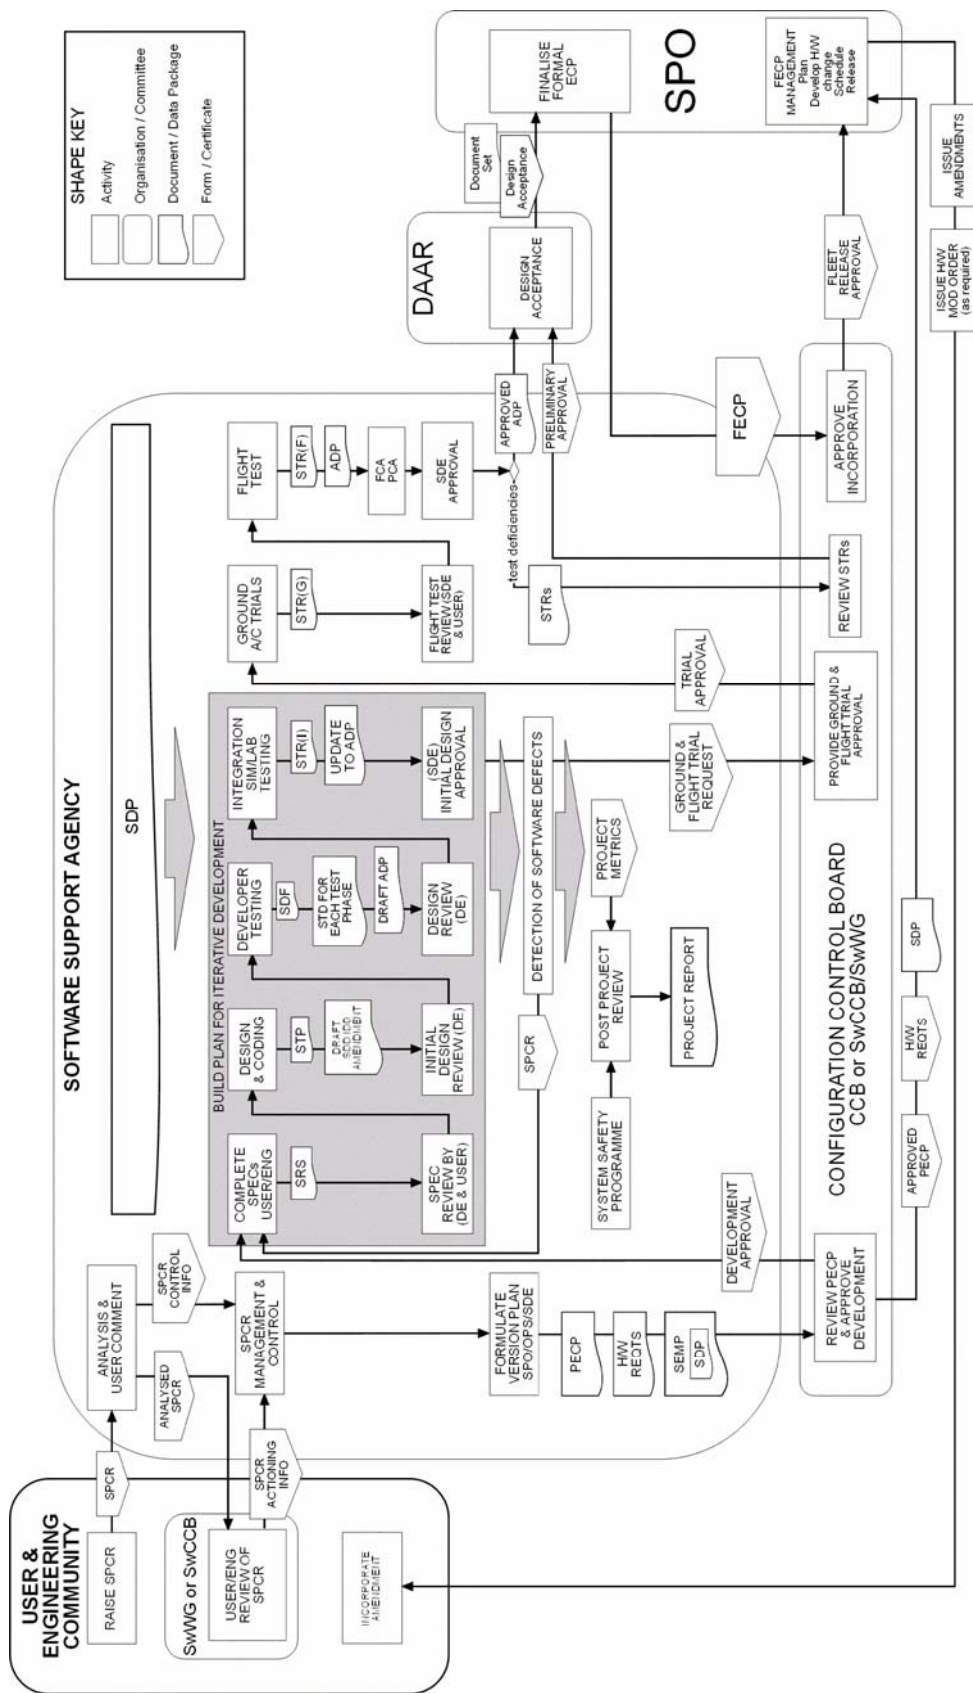 SHAPE KEY
Activity
Organisation / Committee
Document / Data Package
Form / Certificate
USER &
ENGINEERING
COMMUNITY
RAISE SPCR
SPCR
SwWG or SwCCB
USER/ENG
REVIEW OF
SPCR
INCORPORATE
AMENDMENT
SOFTWARE SUPPORT AGENCY
ANALYSIS &
USER COMMENT
ANALYSED
SPCR
SPCR
CONTROL
INFO
SPCR
ACTIONING
INFO
SPCR
MANAGEMENT &
CONTROL
FORMULATE
VERSION PLAN
SPO/OPS/SDE
PECP
H/W
REQTS
SEMP
SDP
SDP
BUILD PLAN FOR ITERATIVE DEVELOPMENT
COMPLETE
SPECs
USER/ENG
SRS
SPEC
REVIEW BY
(DE & USER)
DESIGN
& CODING
STP
DRAFT
SDD/IDD
AMENDMENT
INITIAL
DESIGN
REVIEW (DE)
DEVELOPER
TESTING
SDF
STD FOR
EACH TEST
PHASE
DRAFT ADP
DESIGN
REVIEW
(DE)
INTEGRATION
SIM/LAB
TESTING
STR(I)
UPDATE
TO ADP
(SDE)
INITIAL DESIGN
APPROVAL
GROUND
A/C TRIALS
STR(G)
FLIGHT TEST
REVIEW (SDE
& USER)
FLIGHT
TEST
STR(F)
ADP
FCA
PCA
SDE
APPROVAL
test deficiencies
STRs
APPROVED
ADP
PRELIMINARY
APPROVAL
DETECTION OF SOFTWARE DEFECTS
SPCR
SYSTEM SAFETY
PROGRAMME
POST PROJECT
REVIEW
PROJECT
METRICS
PROJECT REPORT
DEVELOPMENT
APPROVAL
GROUND &
FLIGHT TRIAL
REQUEST
TRIAL
APPROVAL
FECP
DAAR
DESIGN
ACCEPTANCE
Document
Set
Design
Acceptance
SPO
FINALISE
FORMAL
ECP
FECP
MANAGEMENT
Plan
Develop H/W
change
Schedule
Release
CONFIGURATION CONTROL BOARD
CCB or SwCCB/SwWG
REVIEW PECP
& APPROVE
DEVELOPMENT
PROVIDE GROUND &
FLIGHT TRIAL
APPROVAL
REVIEW STRs
APPROVE
INCORPORATION
FLEET
RELEASE
APPROVAL
APPROVED
PECP
H/W
REQTS
SDP
ISSUE H/W
MOD ORDER
(as required)
ISSUE
AMENDMENTS